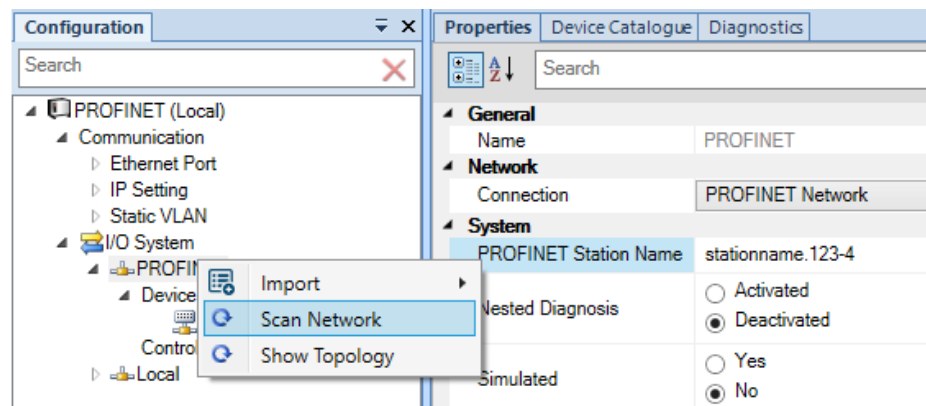 Configuration
Search
PROFINET (Local)
Communication
Ethernet Port
IP Setting
Static VLAN
I/O System
PROFI
Device
Contro
Local
Import
Scan Network
Show Topology
Properties
Device Catalogue
Diagnostics
Search
General
Name PROFINET
Network
Connection PROFINET Network
System
PROFINET Station Name stationname.123-4
Nested Diagnosis
Activated
Deactivated
Simulated
Yes
No